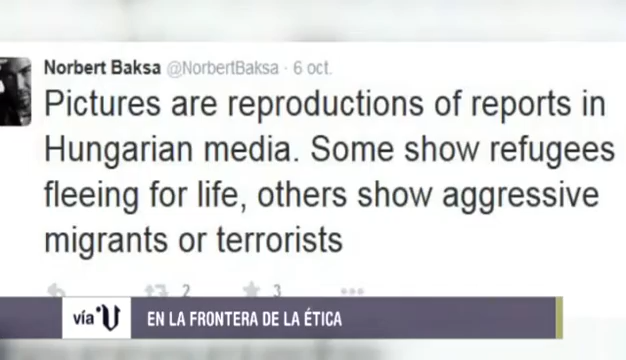 Norbert Baksa @NorbertBaksa · 6 oct.
Pictures are reproductions of reports in
Hungarian media. Some show refugees
fleeing for life, others show aggressive
migrants or terrorists
2 3 •••
vía U EN LA FRONTERA DE LA ÉTICA